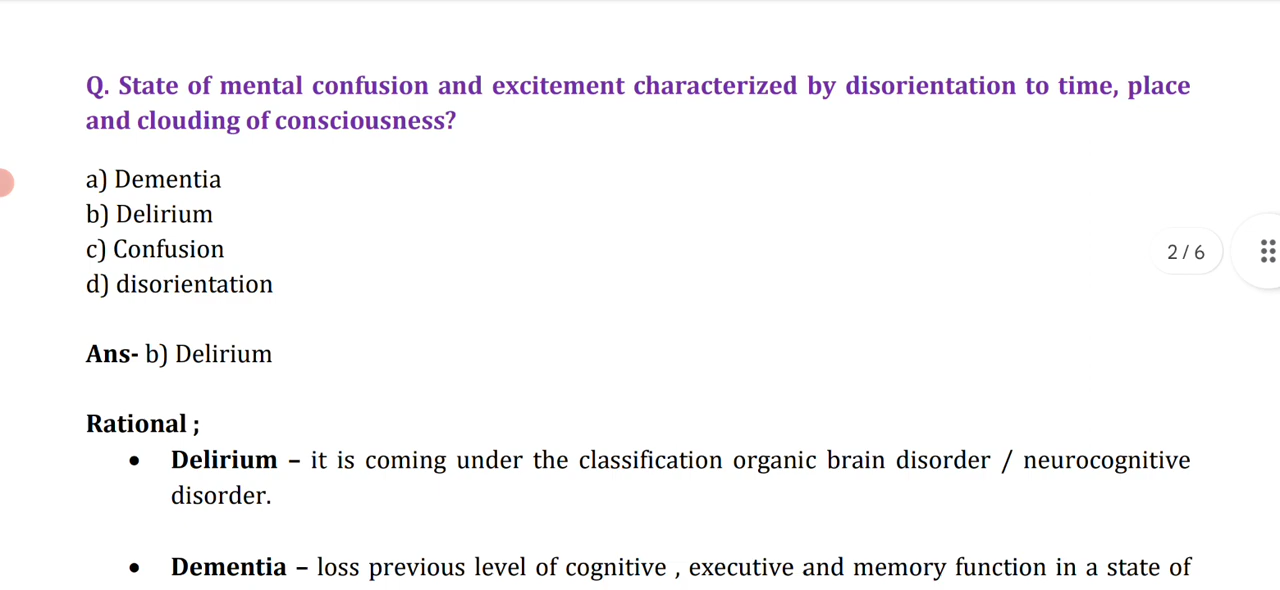 Q. State of mental confusion and excitement characterized by disorientation to time, place
and clouding of consciousness?
a) Dementia
b) Delirium
c) Confusion
d) disorientation
2 / 6
Ans- b) Delirium
Rational ;
• Delirium – it is coming under the classification organic brain disorder / neurocognitive
disorder.
• Dementia – loss previous level of cognitive , executive and memory function in a state of